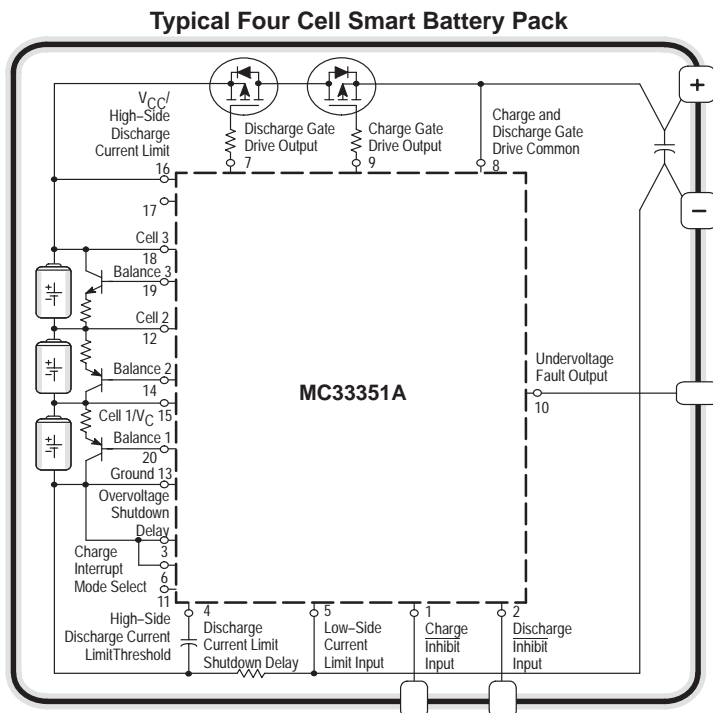 Typical Four Cell Smart Battery Pack
VCC/
High–Side
Discharge
Current Limit
16
Discharge Gate
Drive Output
7
Charge Gate
Drive Output
9
Charge and
Discharge Gate
Drive Common
8
+
–
17
Cell 3
18
Balance 3
19
Cell 2
12
Balance 2
14
Cell 1/VC 15
Balance 1
20
Ground 13
Overvoltage
Shutdown
Delay
3
Charge
Interrupt
Mode Select
6
11
High–Side
Discharge Current
LimitThreshold
MC33351A
Undervoltage
Fault Output
10
4
Discharge
Current Limit
Shutdown Delay
5
Low–Side
Current
Limit Input
1
Charge
Inhibit
Input
2
Discharge
Inhibit
Input